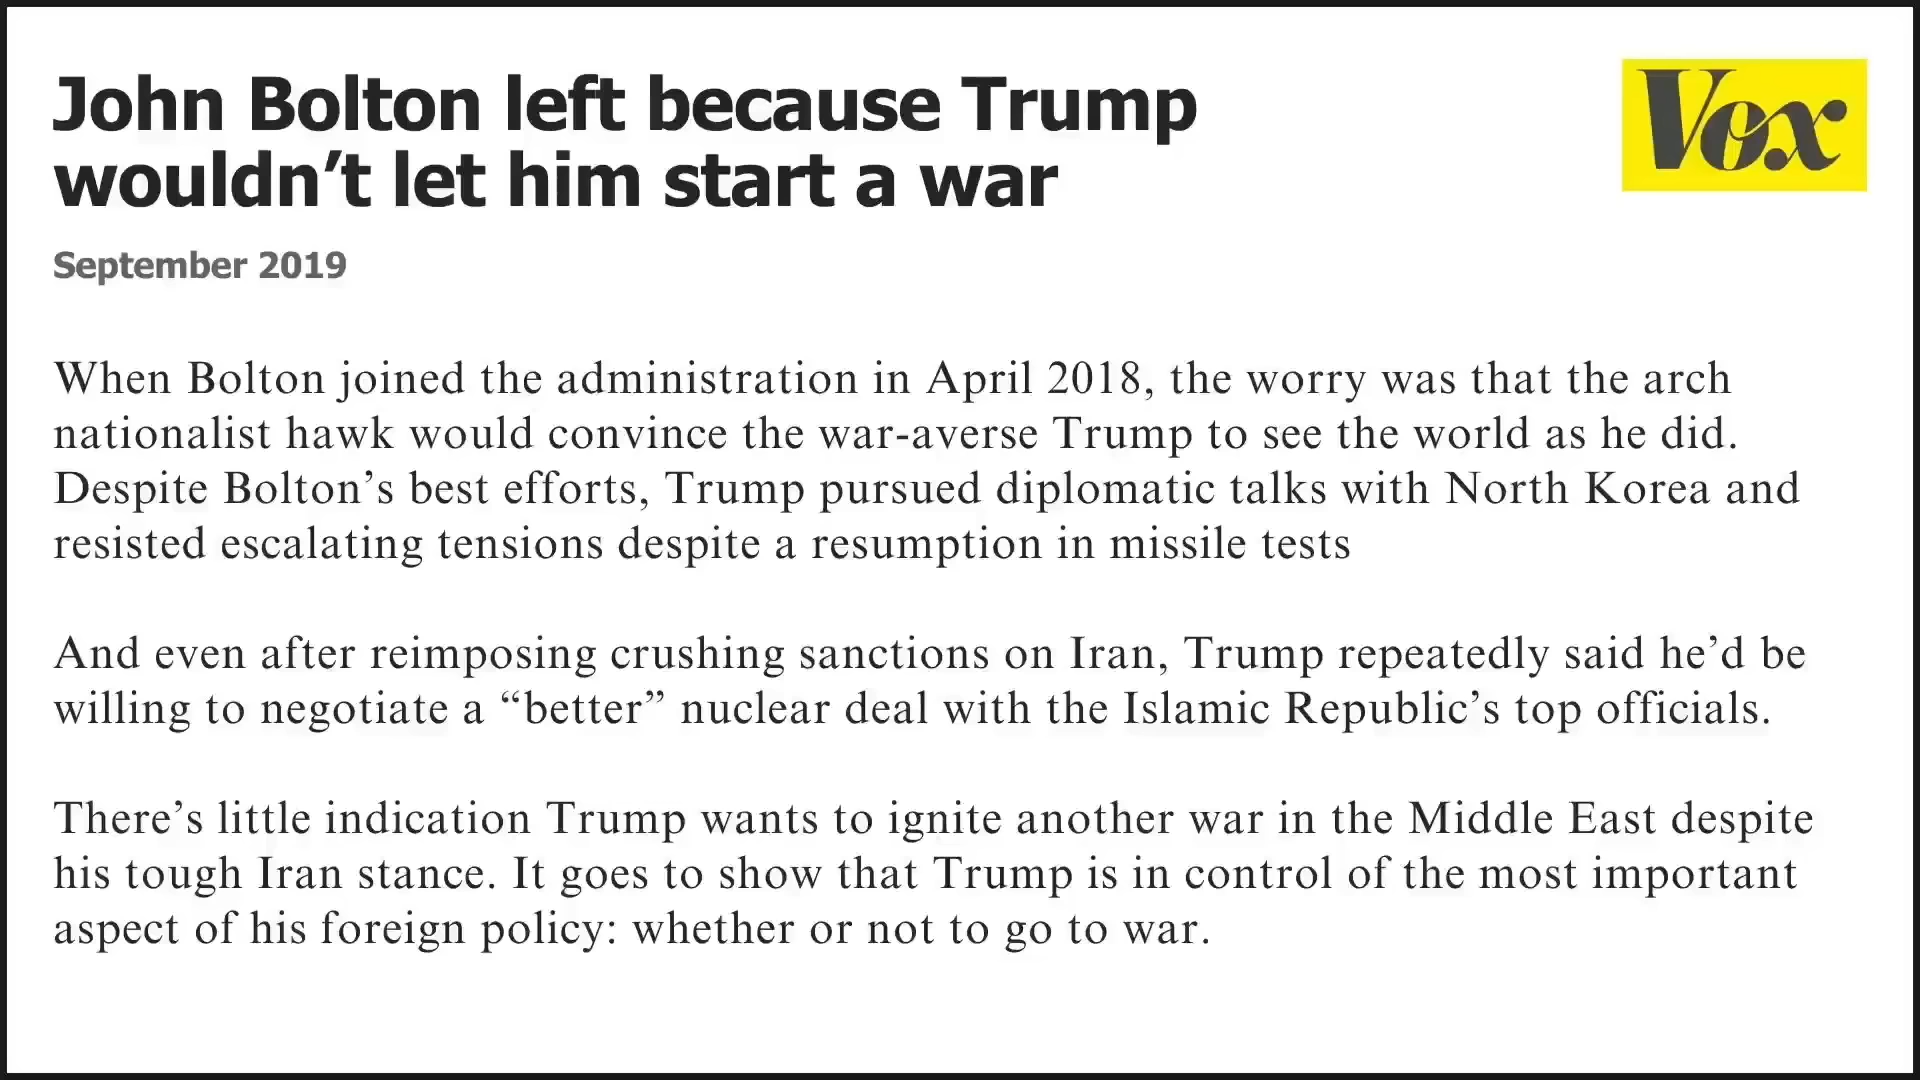 John Bolton left because Trump
wouldn’t let him start a war
Vox
September 2019
When Bolton joined the administration in April 2018, the worry was that the arch
nationalist hawk would convince the war-averse Trump to see the world as he did.
Despite Bolton’s best efforts, Trump pursued diplomatic talks with North Korea and
resisted escalating tensions despite a resumption in missile tests
And even after reimposing crushing sanctions on Iran, Trump repeatedly said he’d be
willing to negotiate a “better” nuclear deal with the Islamic Republic’s top officials.
There’s little indication Trump wants to ignite another war in the Middle East despite
his tough Iran stance. It goes to show that Trump is in control of the most important
aspect of his foreign policy: whether or not to go to war.